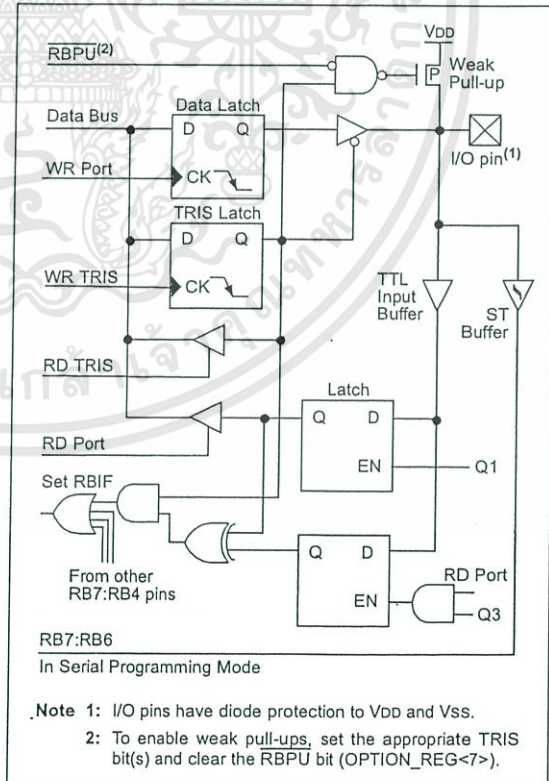 VDD
RBPU(2)
Weak
Pull-up
P
Data Bus
Data Latch
D Q
I/O pin(1)
WR Port
CK
TRIS Latch
D Q
WR TRIS
CK
TTL
Input
Buffer
ST
Buffer
RD TRIS
Latch
Q D
RD Port
EN
Q1
Set RBIF
Q D
RD Port
From other
RB7:RB4 pins
EN
Q3
RB7:RB6
In Serial Programming Mode
Note 1: I/O pins have diode protection to VDD and VSS.
2: To enable weak pull-ups, set the appropriate TRIS
bit(s) and clear the RBPU bit (OPTION_REG<7>).